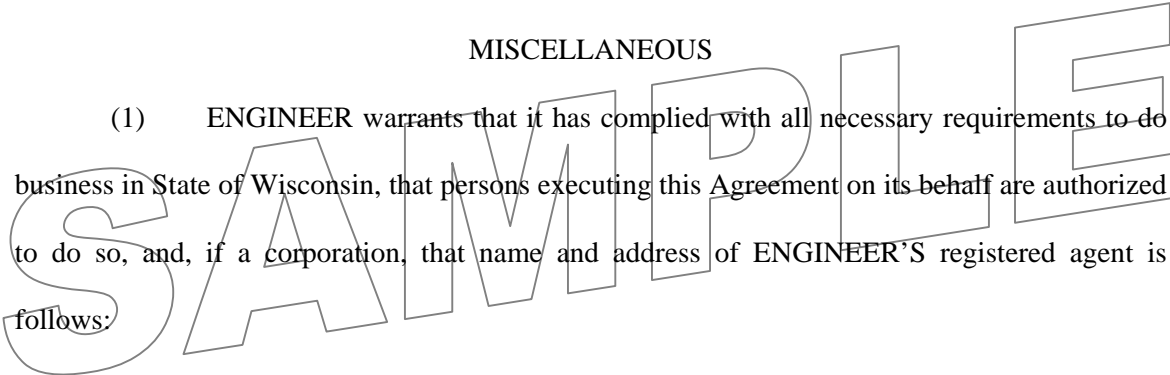 MISCELLANEOUS
(1) ENGINEER warrants that it has complied with all necessary requirements to do
business in State of Wisconsin, that persons executing this Agreement on its behalf are authorized
to do so, and, if a corporation, that name and address of ENGINEER’S registered agent is
follows:
SAMPLE